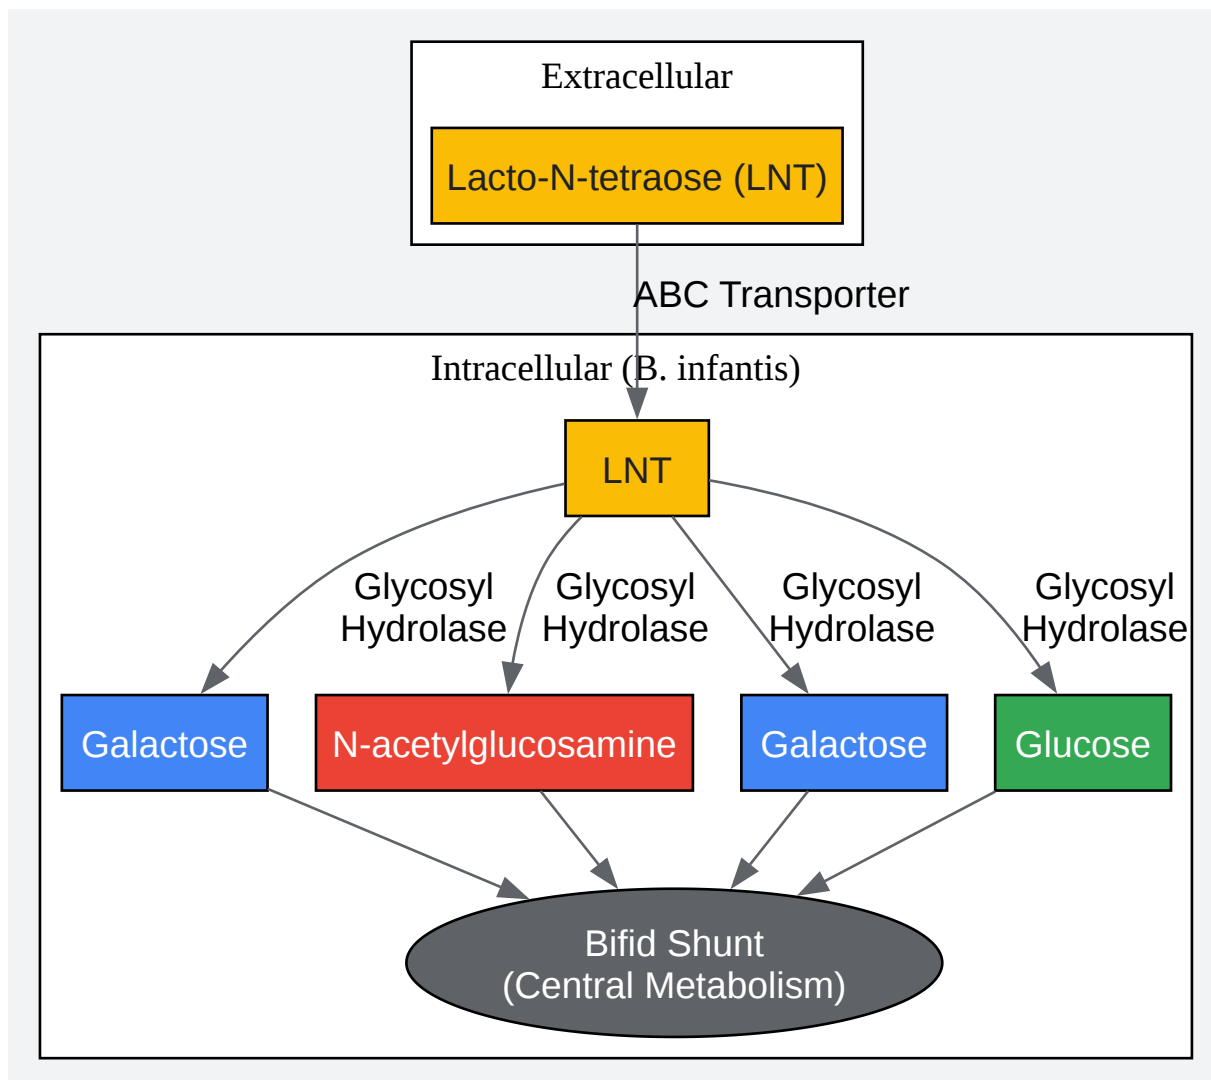 Extracellular
Lacto-N-tetraose (LNT)
ABC Transporter
Intracellular (B. infantis)
LNT
Glycosyl
Hydrolase
Glycosyl
Hydrolase
Glycosyl
Hydrolase
Glycosyl
Hydrolase
Galactose
N-acetylglucosamine
Galactose
Glucose
Bifid Shunt
(Central Metabolism)